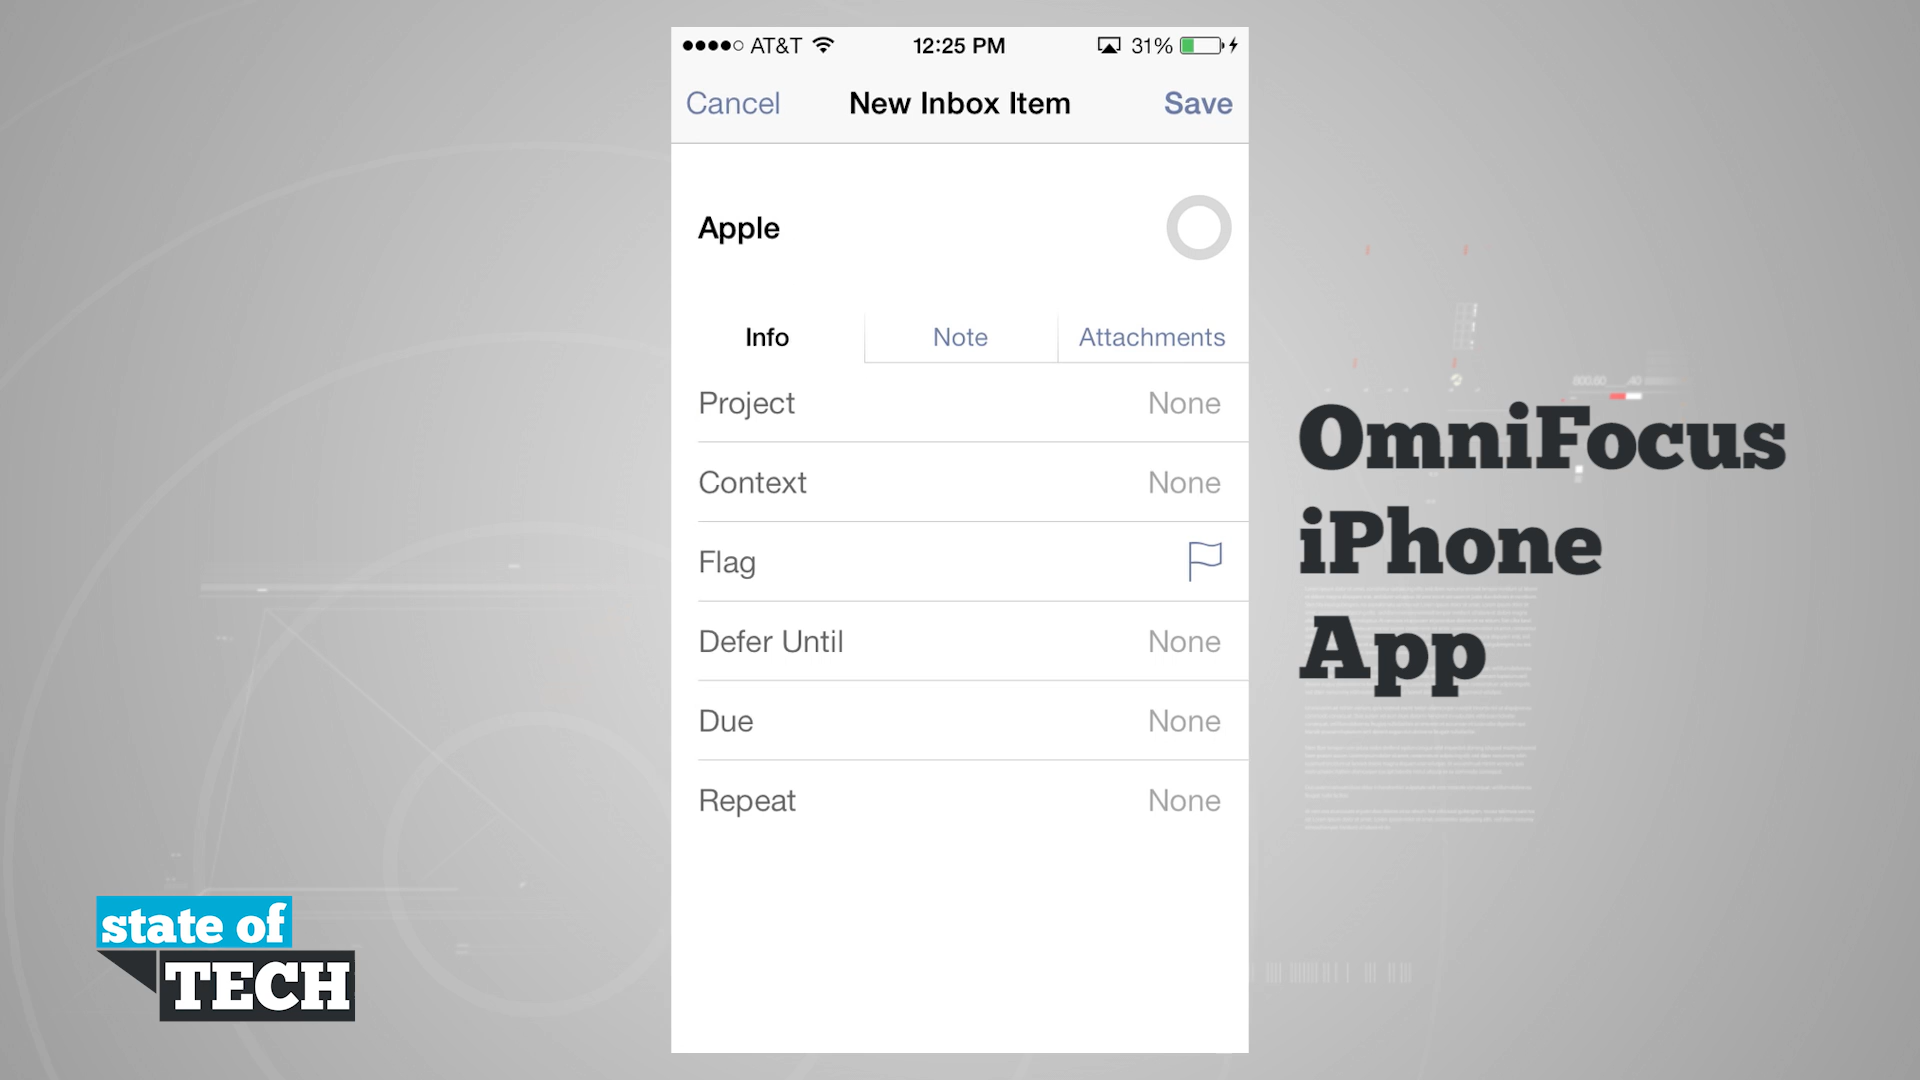 AT&T 12:25 PM 31%
Cancel New Inbox Item Save
Apple
Info Note Attachments
Project None
Context None
Flag
Defer Until None
Due None
Repeat None
OmniFocus
iPhone
App
state of
TECH